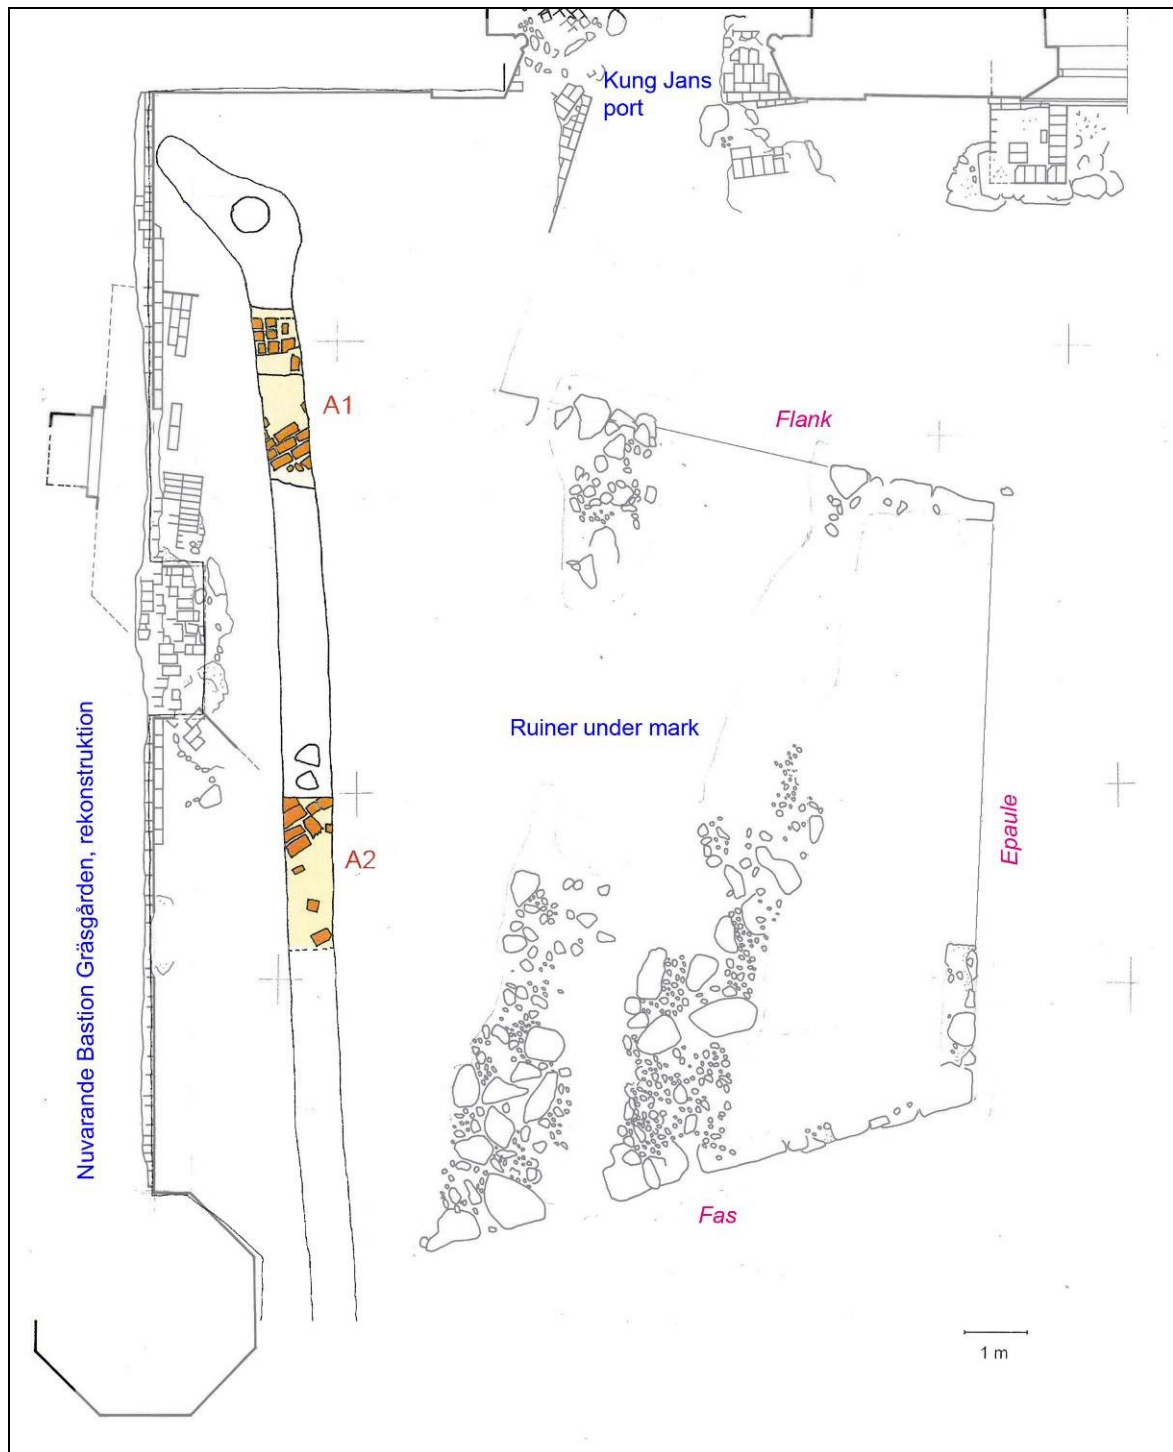 Kung Jans
port
A1
Flank
Ruiner under mark
Epaule
A2
Nuvarande Bastion Gräsgården, rekonstruktion
Fas
1 m